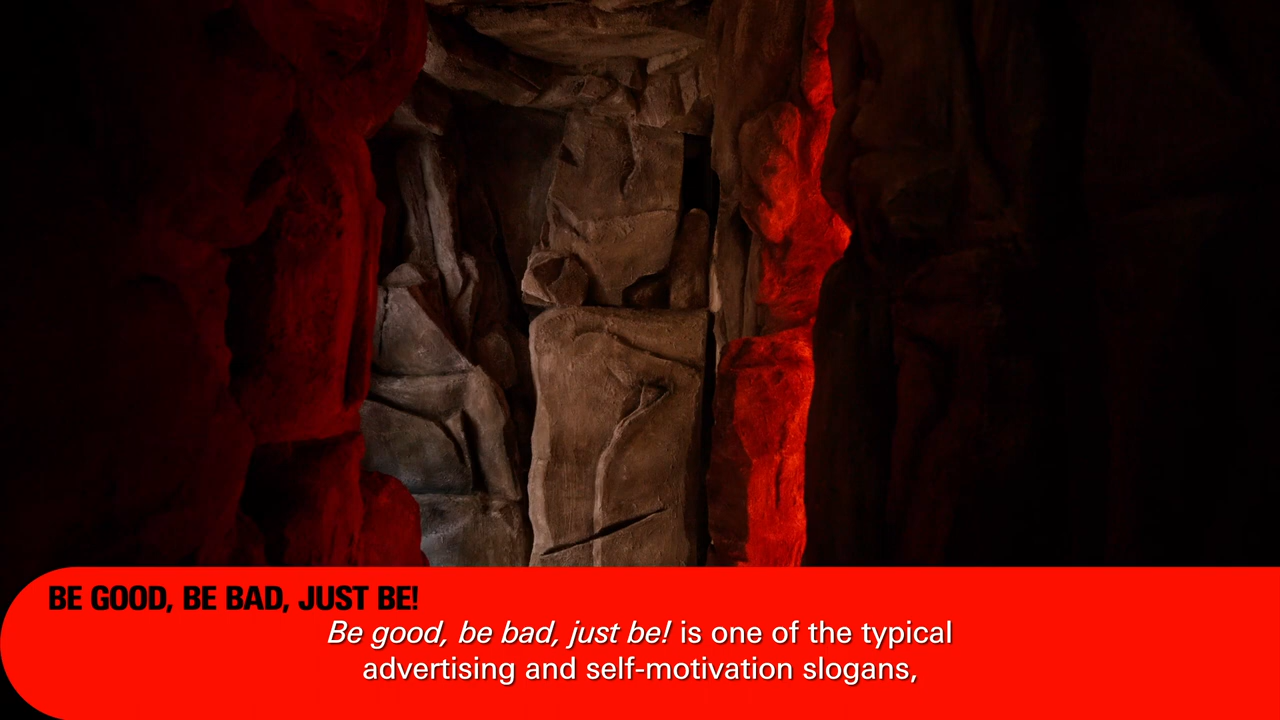 BE GOOD, BE BAD, JUST BE!
Be good, be bad, just be! is one of the typical
advertising and self-motivation slogans,